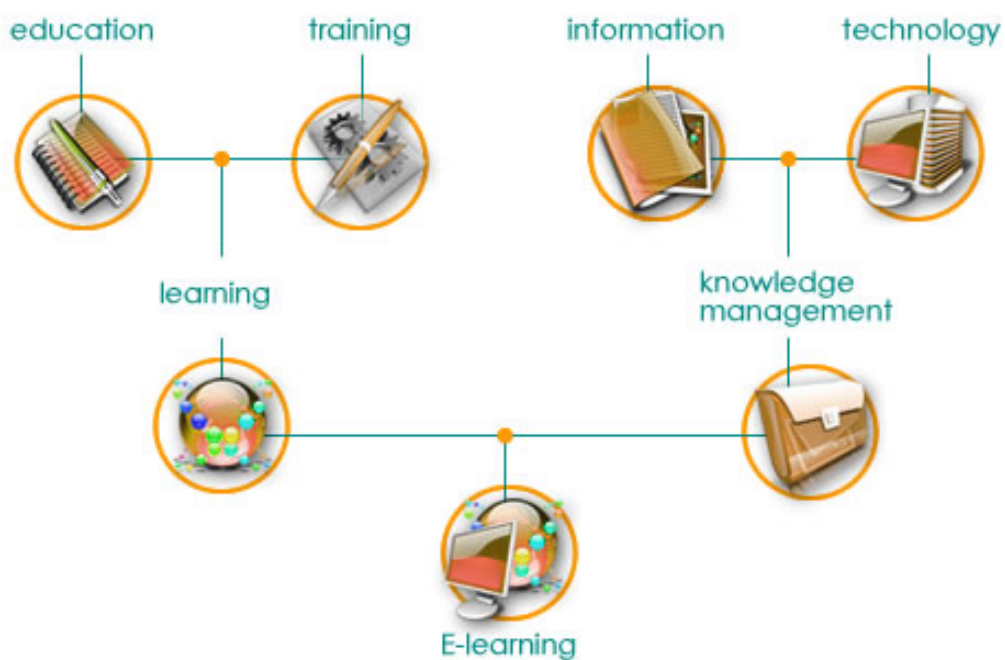 education
training
information
technology
learning
knowledge
management
E-learning